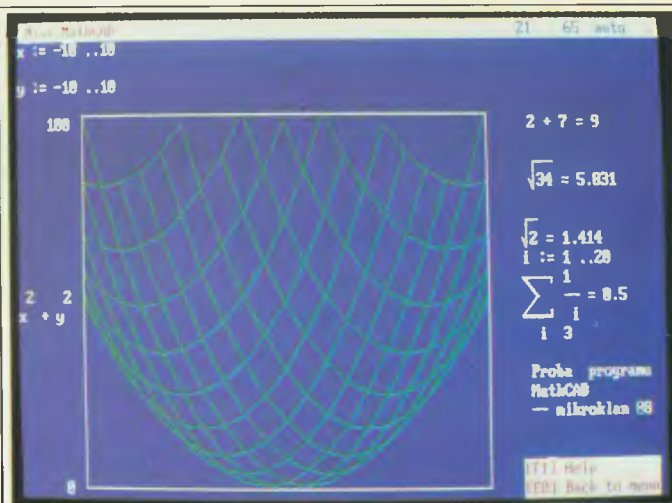 MathCAD 21 65 auto
x := -10 ..10
y := -10 ..10
100
2 2
x + y
0
2 + 7 = 9
√34 = 5.831
√2 = 1.414
i := 1 ..20
∑ 1
— = 0.5
i
i 3
Proba programu
MathCAD
— mikroklan 88
[F1] Help
[F10] Back to menu